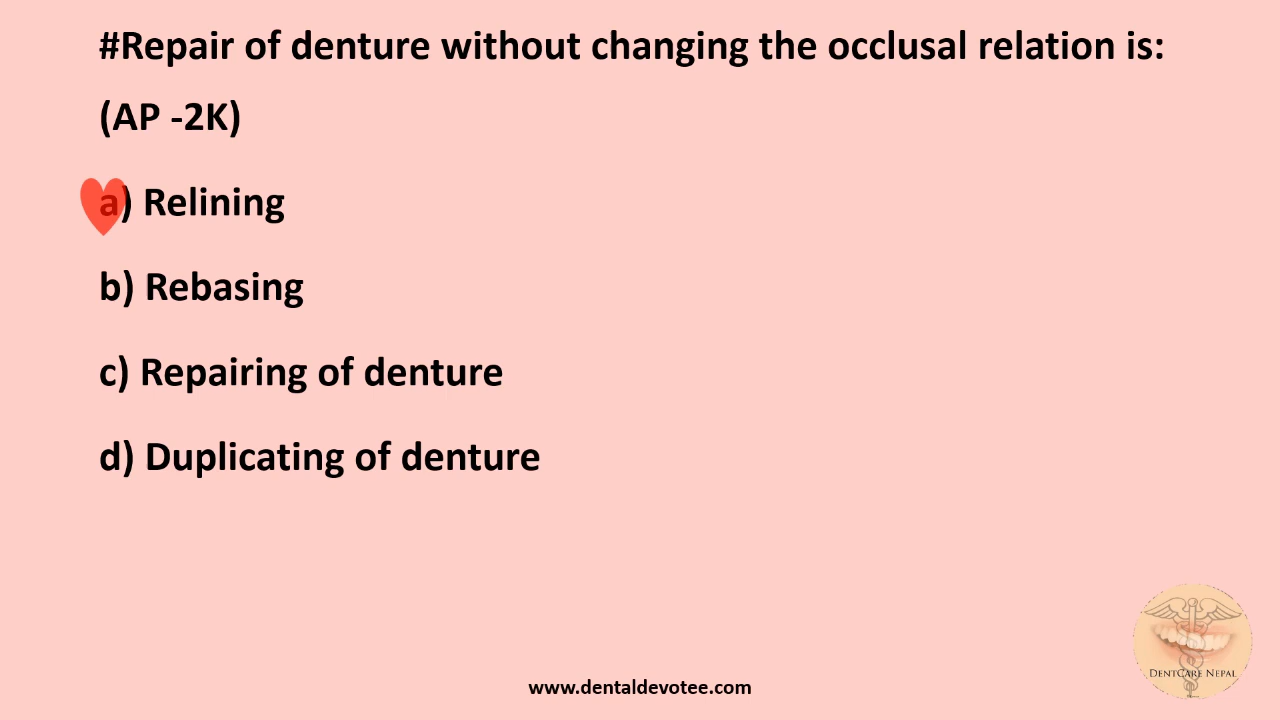 #Repair of denture without changing the occlusal relation is:
(AP -2K)
a) Relining
b) Rebasing
c) Repairing of denture
d) Duplicating of denture
DENTCARE NEPAL
www.dentaldevotee.com